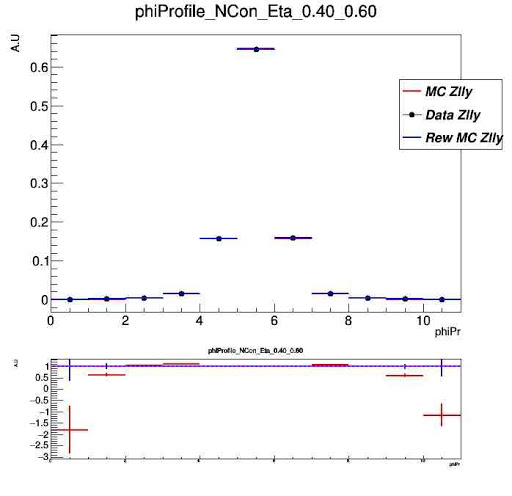 phiProfile_NCon_Eta_0.40_0.60
A.U
0.6
0.5
0.4
0.3
0.2
0.1
0
MC Zlly
Data Zlly
Rew MC Zlly
0 2 4 6 8 10
phiPr
phiProfile_NCon_Eta_0.40_0.60
A.U
1
0.5
0
−0.5
−1
−1.5
−2
−2.5
−3
phiPr